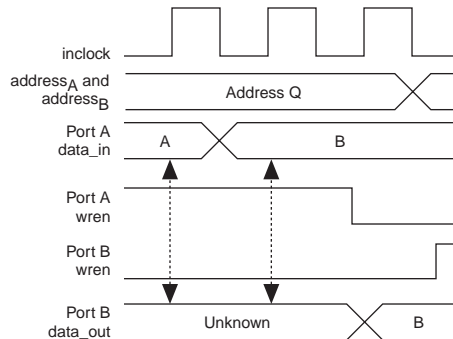 inclock
addressA and
addressB
Address Q
Port A
data_in
A
B
Port A
wren
Port B
wren
Port B
data_out
Unknown
B